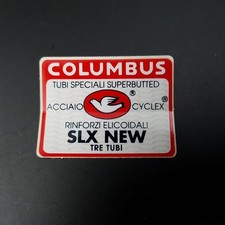 COLUMBUS
TUBI SPECIALI SUPERBUTTED
ACCIAIO ® CYCLEX®
RINFORZI ELICOIDALI
SLX NEW
TRE TUBI